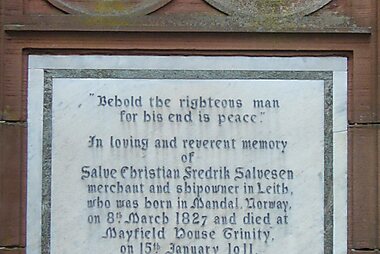 "Behold the righteous man
for his end is peace."
In loving and reverent memory
of
Salve Christian Fredrik Salvesen
merchant and shipowner in Leith,
who was born in Mandal, Norway,
on 8th March 1827 and died at
Mayfield House Trinity,
on 15th January 1911.